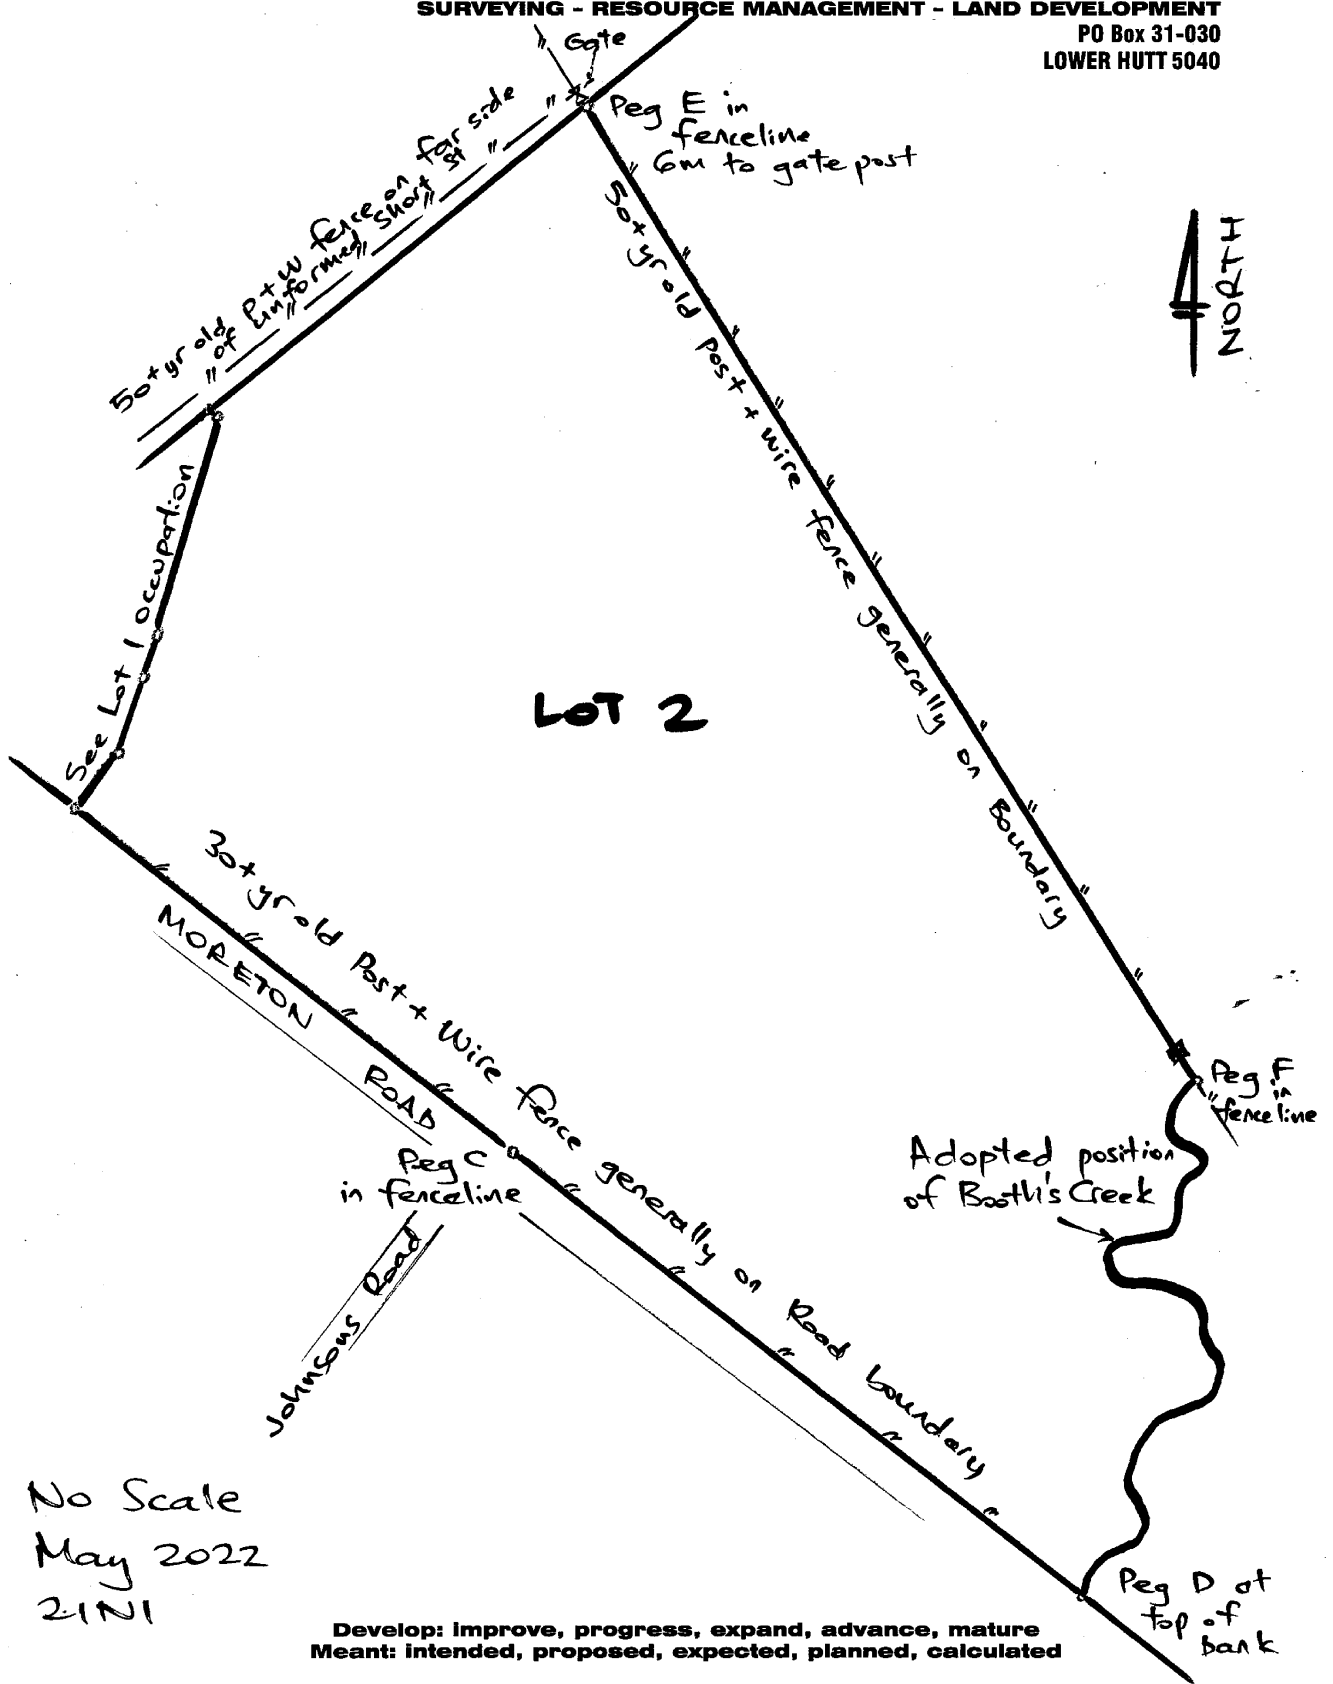 SURVEYING - RESOURCE MANAGEMENT - LAND DEVELOPMENT
PO Box 31-030
LOWER HUTT 5040
Gate
Peg E in
fenceline
6m to gate post
50+yr old P+W fence on far side
of unformed short st
50+yr old Post + Wire fence generally on Boundary
NORTH
See Lot 1 occupation
LOT 2
30+yr old Post + Wire fence generally on Road boundary
MORETON ROAD
Peg C
in fenceline
Johnsons Road
Peg F
in
fenceline
Adopted position
of Booth's Creek
Peg D at
top of
bank
No Scale
May 2022
21N1
Develop: improve, progress, expand, advance, mature
Meant: intended, proposed, expected, planned, calculated